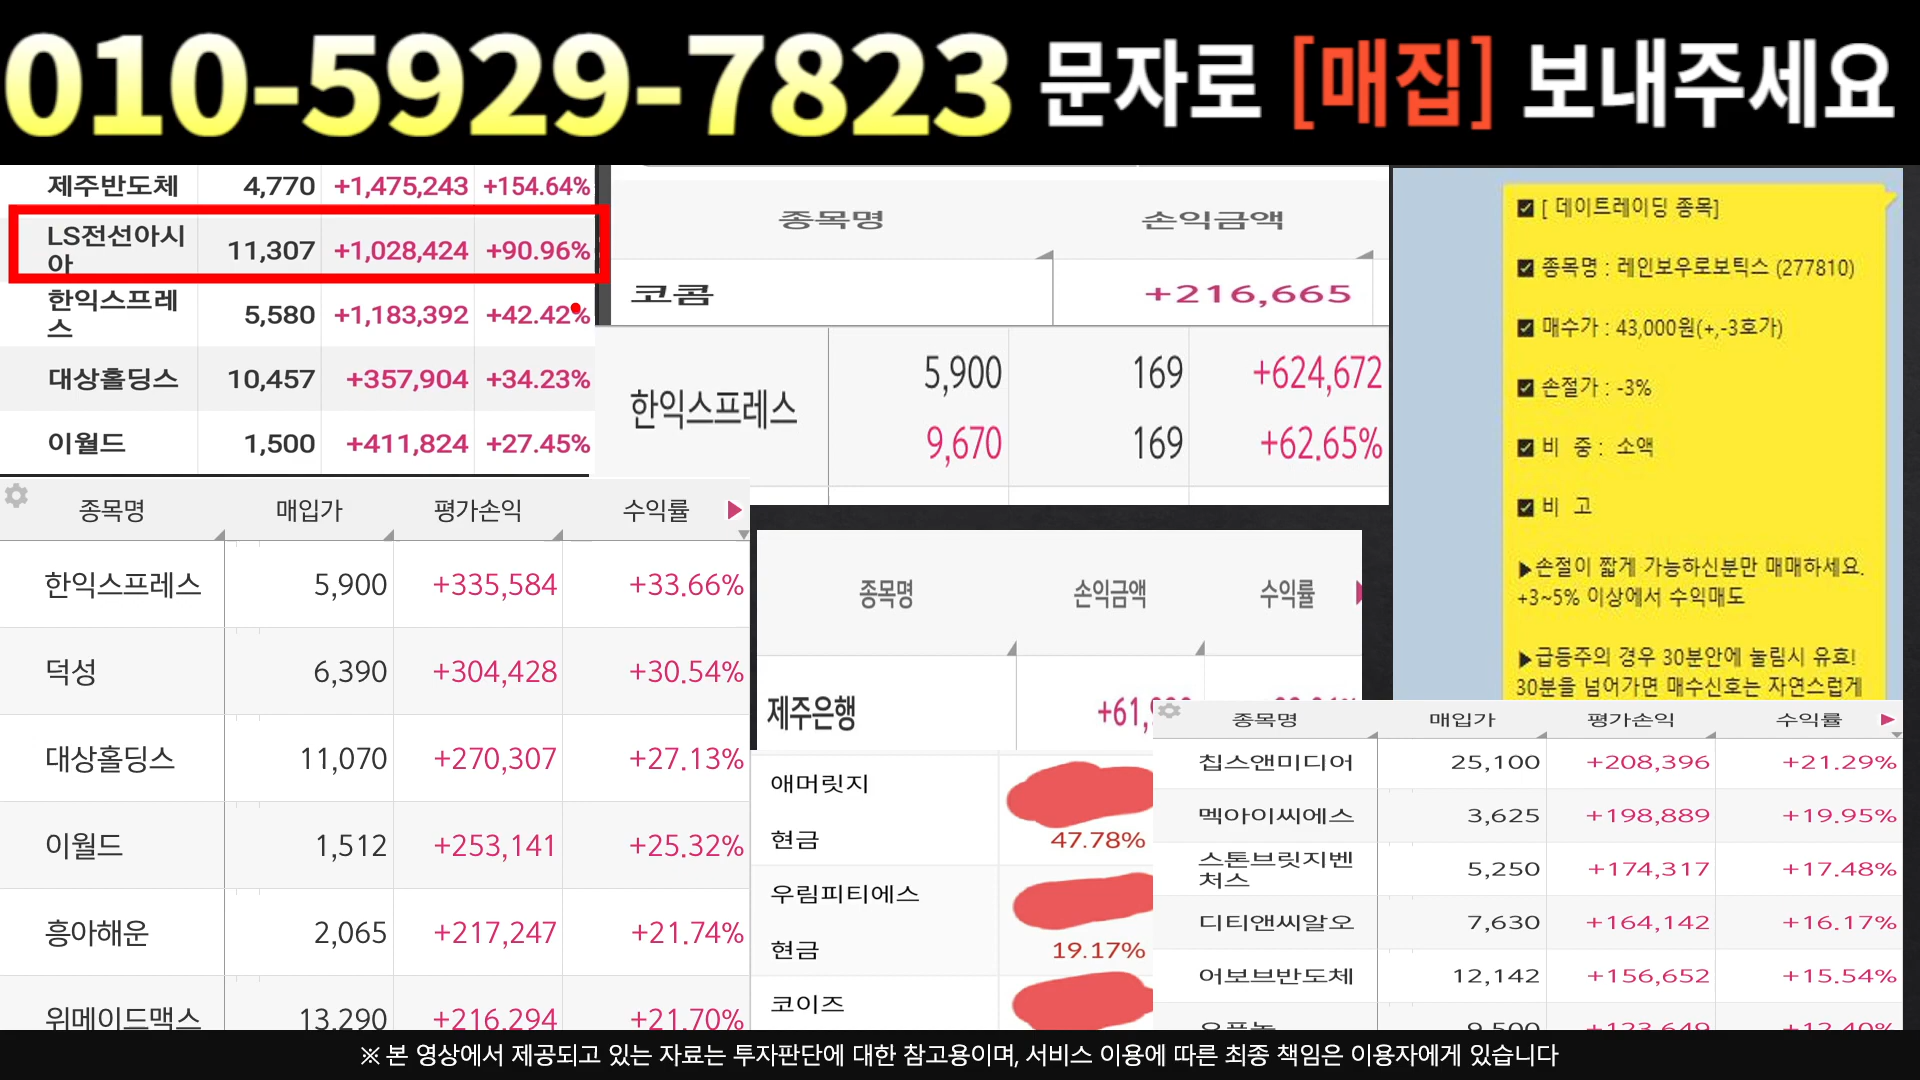 010-5929-7823 문자로 [매집] 보내주세요
제주반도체 4,770 +1,475,243 +154.64%
LS전선아시
아 11,307 +1,028,424 +90.96%
한익스프레
스 5,580 +1,183,392 +42.42%
대상홀딩스 10,457 +357,904 +34.23%
이월드 1,500 +411,824 +27.45%
종목명 손익금액
코콤 +216,665
한익스프레스 5,900 169 +624,672
9,670 169 +62.65%
☑ [ 데이트레이딩 종목]
☑ 종목명 : 레인보우로보틱스 (277810)
☑ 매수가 : 43,000원(+,-3호가)
☑ 손절가 : -3%
☑ 비 중 : 소액
☑ 비 고
▶손절이 짧게 가능하신분만 매매하세요.
+3~5% 이상에서 수익매도
▶급등주의 경우 30분안에 눌림시 유효!
30분을 넘어가면 매수신호는 자연스럽게
종목명 매입가 평가손익 수익률
한익스프레스 5,900 +335,584 +33.66%
덕성 6,390 +304,428 +30.54%
대상홀딩스 11,070 +270,307 +27.13%
이월드 1,512 +253,141 +25.32%
흥아해운 2,065 +217,247 +21.74%
위메이드맥스 13,290 +216,294 +21.70%
종목명 손익금액 수익률
제주은행
애머릿지
현금 47.78%
우림피티에스
현금 19.17%
코이즈
종목명 매입가 평가손익 수익률
칩스앤미디어 25,100 +208,396 +21.29%
멕아이씨에스 3,625 +198,889 +19.95%
스톤브릿지벤
처스 5,250 +174,317 +17.48%
디티앤씨알오 7,630 +164,142 +16.17%
어보브반도체 12,142 +156,652 +15.54%
※ 본 영상에서 제공되고 있는 자료는 투자판단에 대한 참고용이며, 서비스 이용에 따른 최종 책임은 이용자에게 있습니다